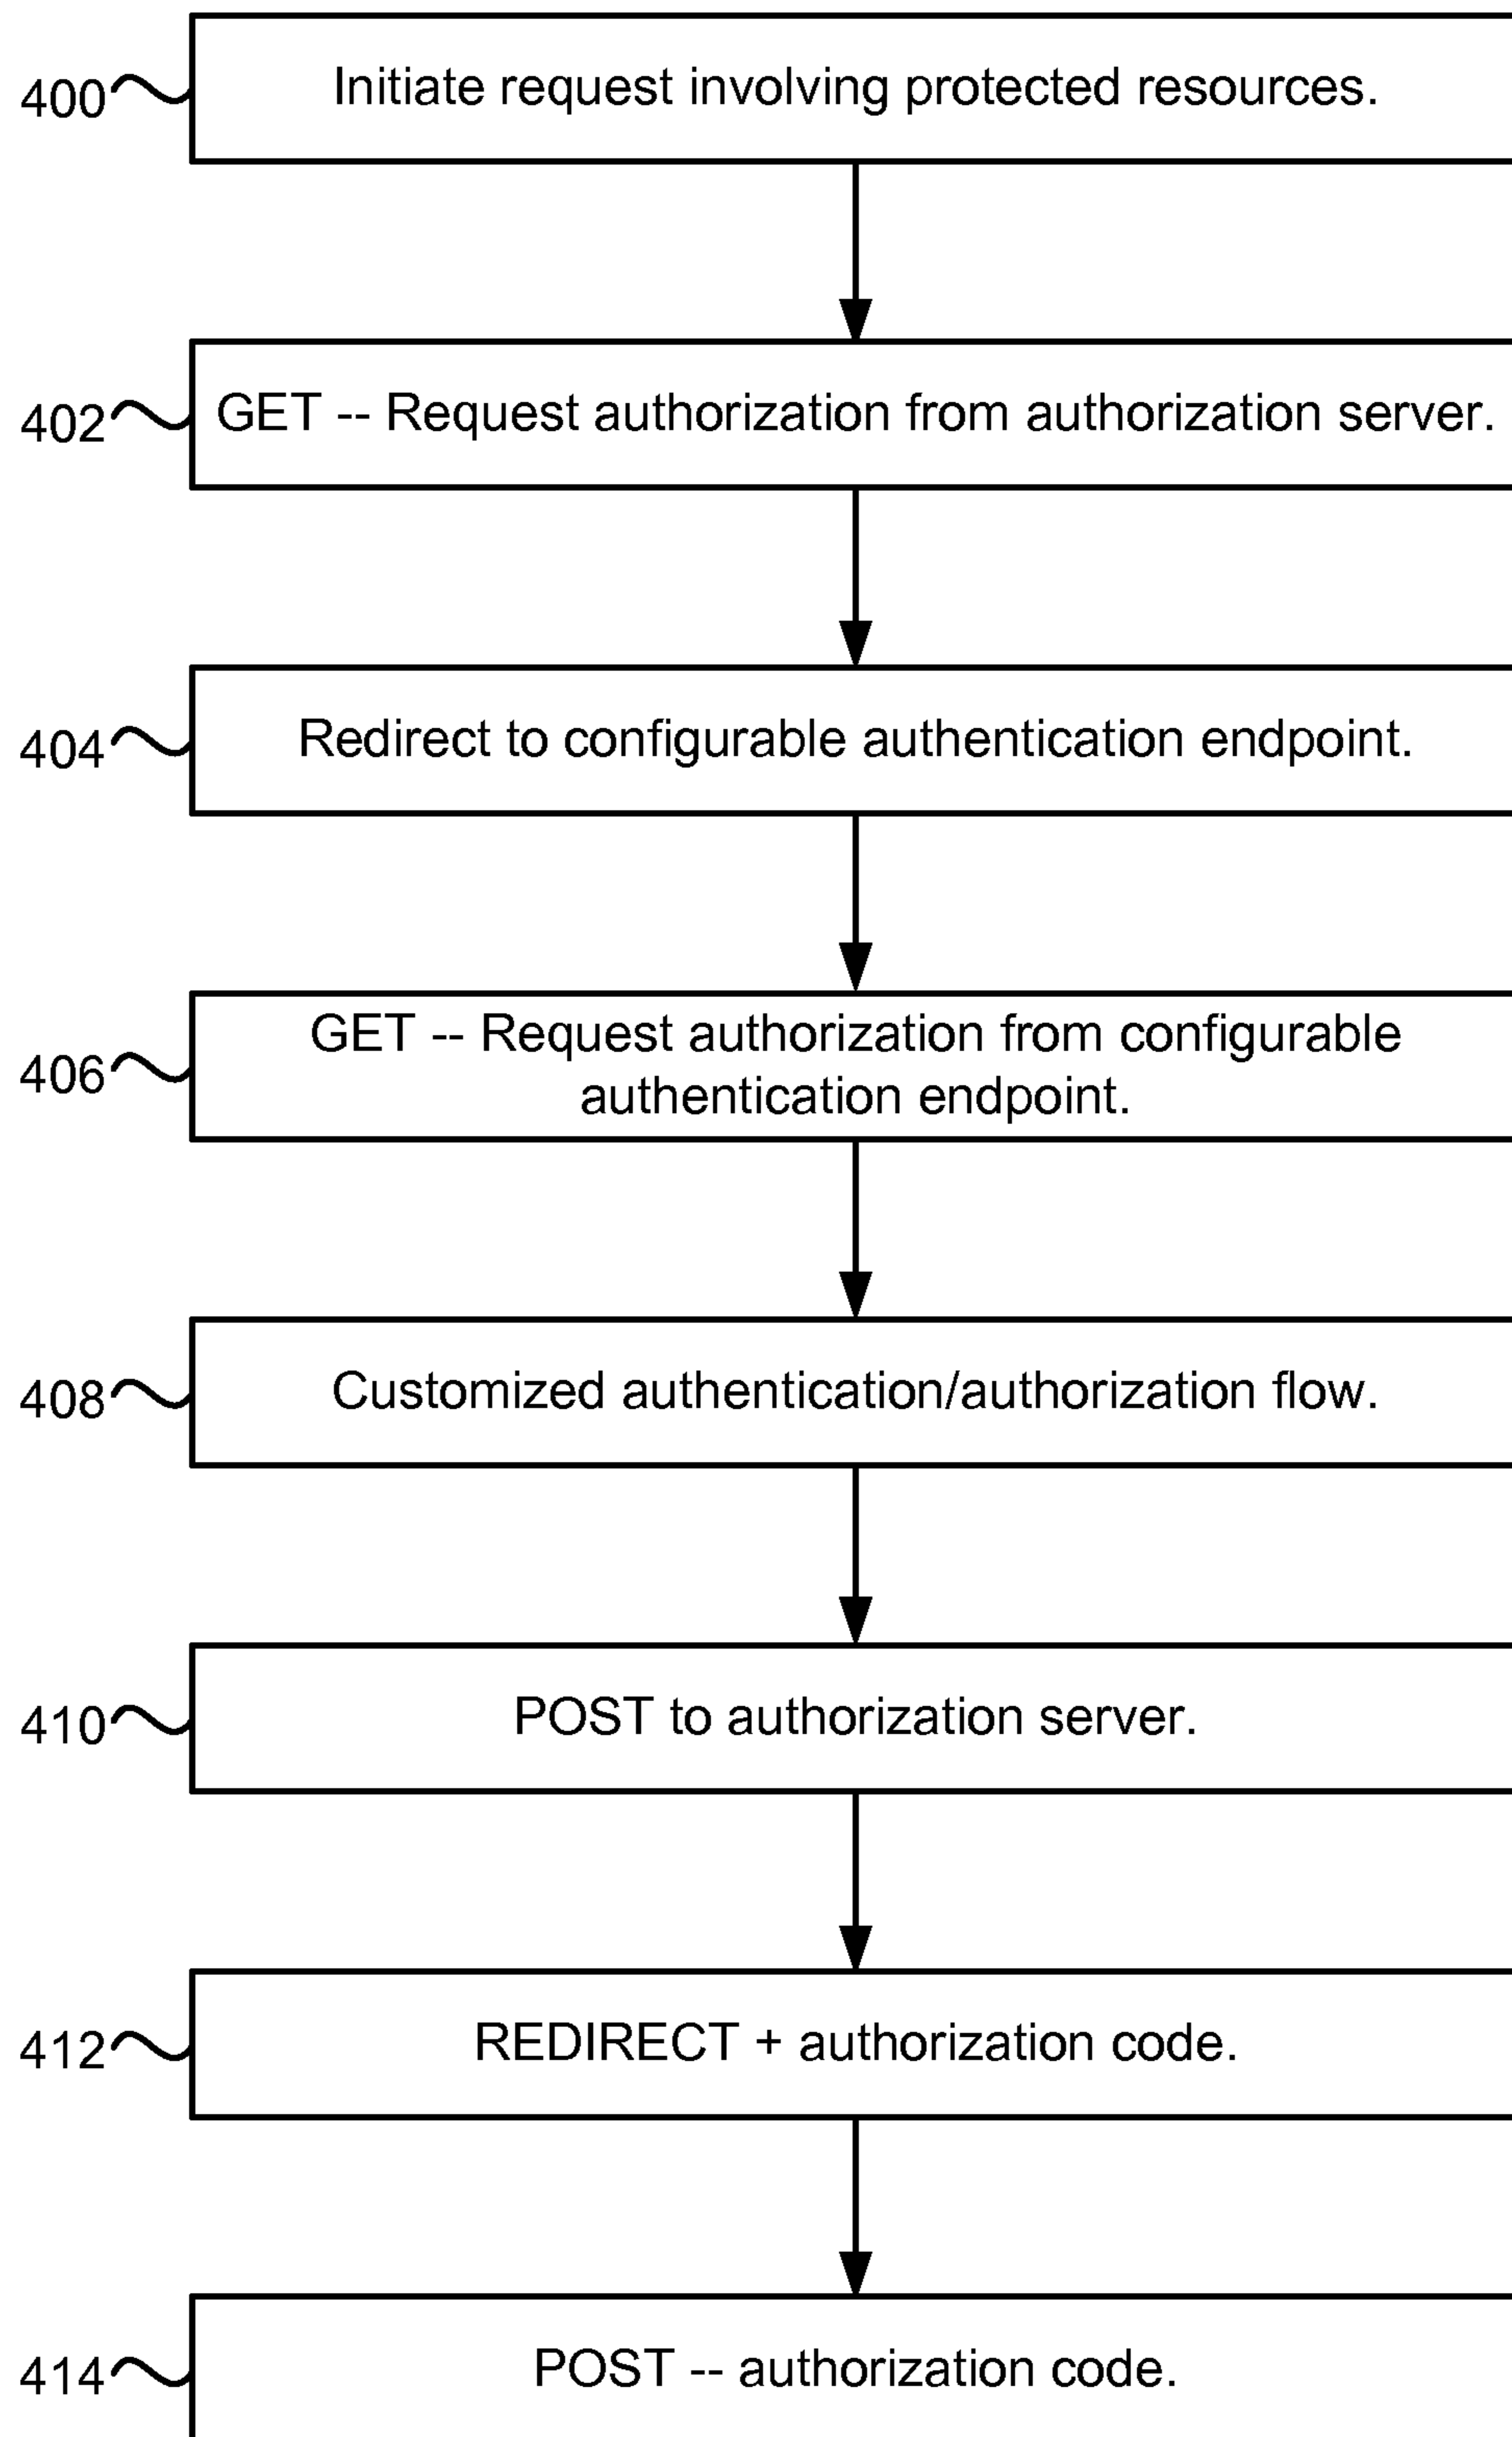 400
Initiate request involving protected resources.
402
GET -- Request authorization from authorization server.
404
Redirect to configurable authentication endpoint.
406
GET -- Request authorization from configurable
authentication endpoint.
408
Customized authentication/authorization flow.
410
POST to authorization server.
412
REDIRECT + authorization code.
414
POST -- authorization code.